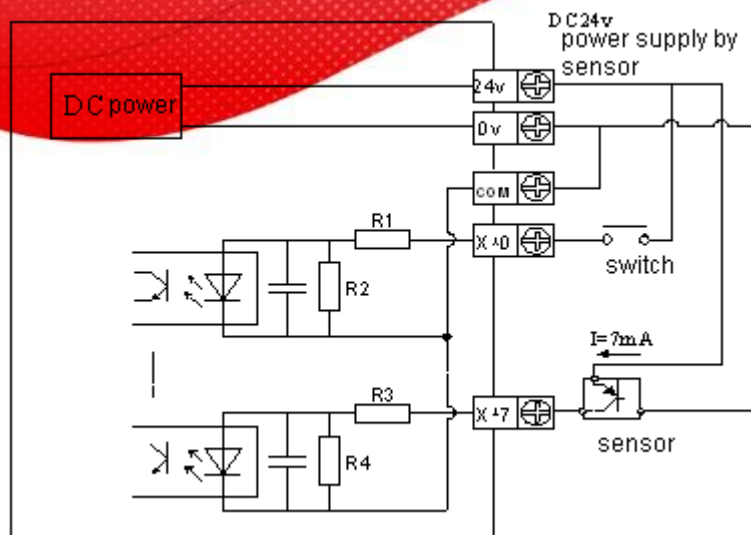 DC24v
power supply by
sensor
24v
DC power
0v
COM
R1
X*0
R2
switch
I=7mA
R3
X*7
R4
sensor